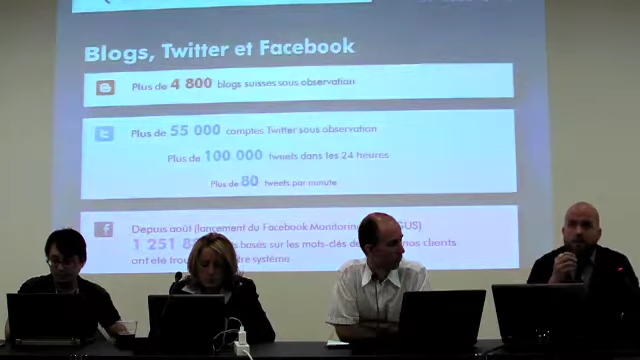 Blogs, Twitter et Facebook
Plus de 4 800 blogs suisses sous observation
Plus de 55 000 comptes Twitter sous observation
Plus de 100 000 tweets dans les 24 heures
Plus de 80 tweets par minute
Depuis août (lancement du Facebook
1 251 basés sur les mots-clés de nos clients
ont été système